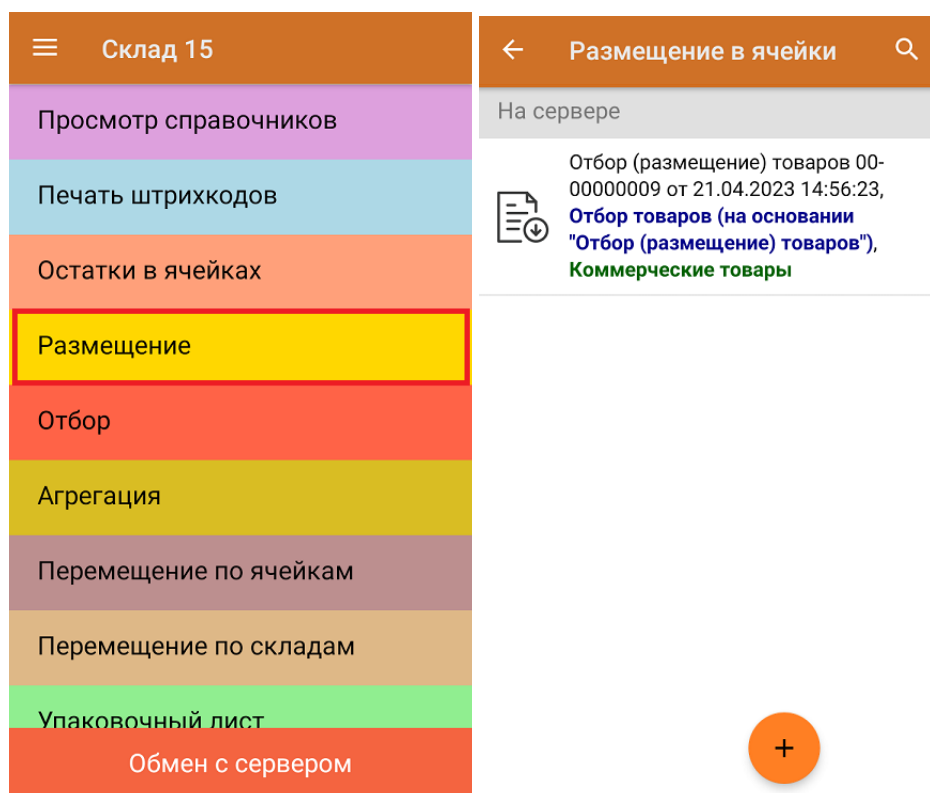 Склад 15
Просмотр справочников
Печать штрихкодов
Остатки в ячейках
Размещение
Отбор
Агрегация
Перемещение по ячейкам
Перемещение по складам
Упаковочный лист
Обмен с сервером
Размещение в ячейки
На сервере
Отбор (размещение) товаров 00-
00000009 от 21.04.2023 14:56:23,
Отбор товаров (на основании
"Отбор (размещение) товаров"),
Коммерческие товары
+